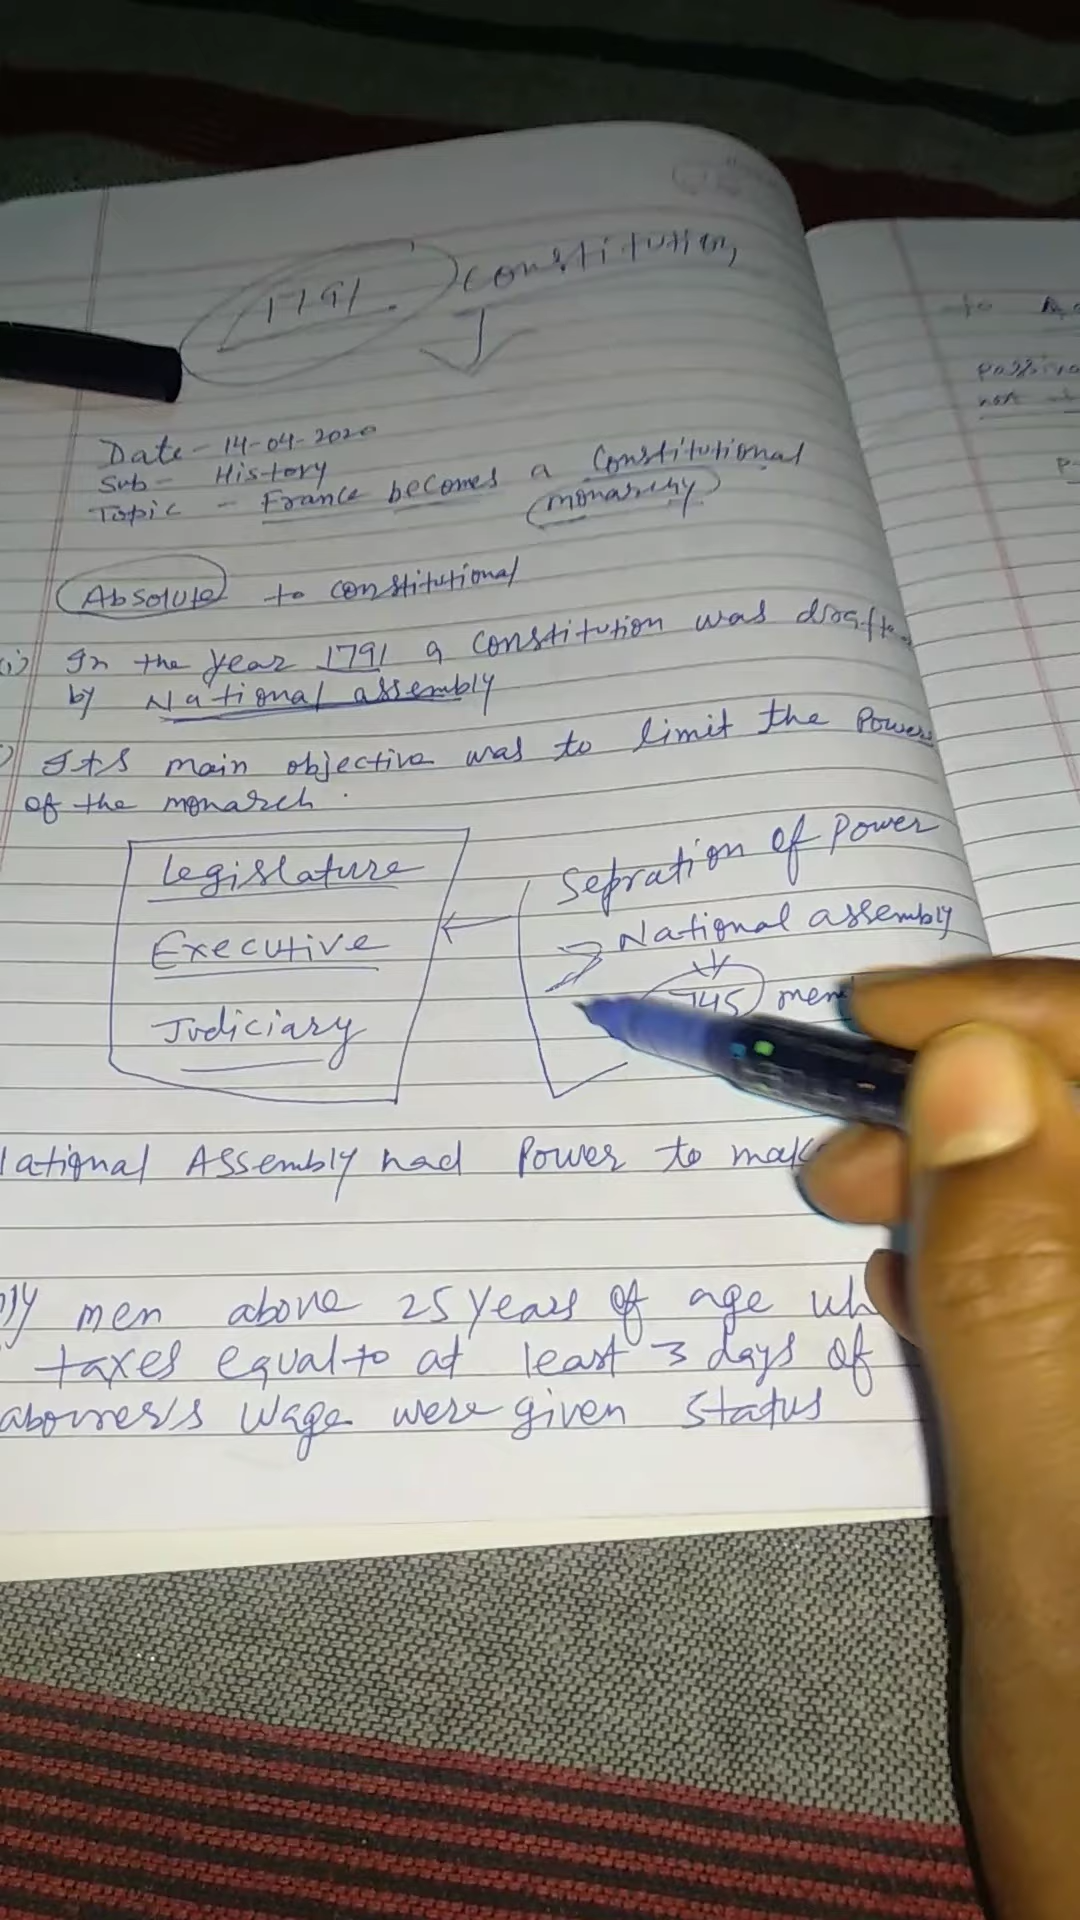 1791 constitution
Date - 14-04-2020
Sub - History
Topic - France becomes a Constitutional
monarchy
Absolute to constitutional
In the year 1791 a constitution was
by National assembly
Its main objective was to limit the Powers
of the monarch.
Legislature
Executive
Judiciary
Sepration of Power
National assembly
745
Assembly had Power to
men above 25 years of age
taxes equal to at least 3 days of
wage were given status